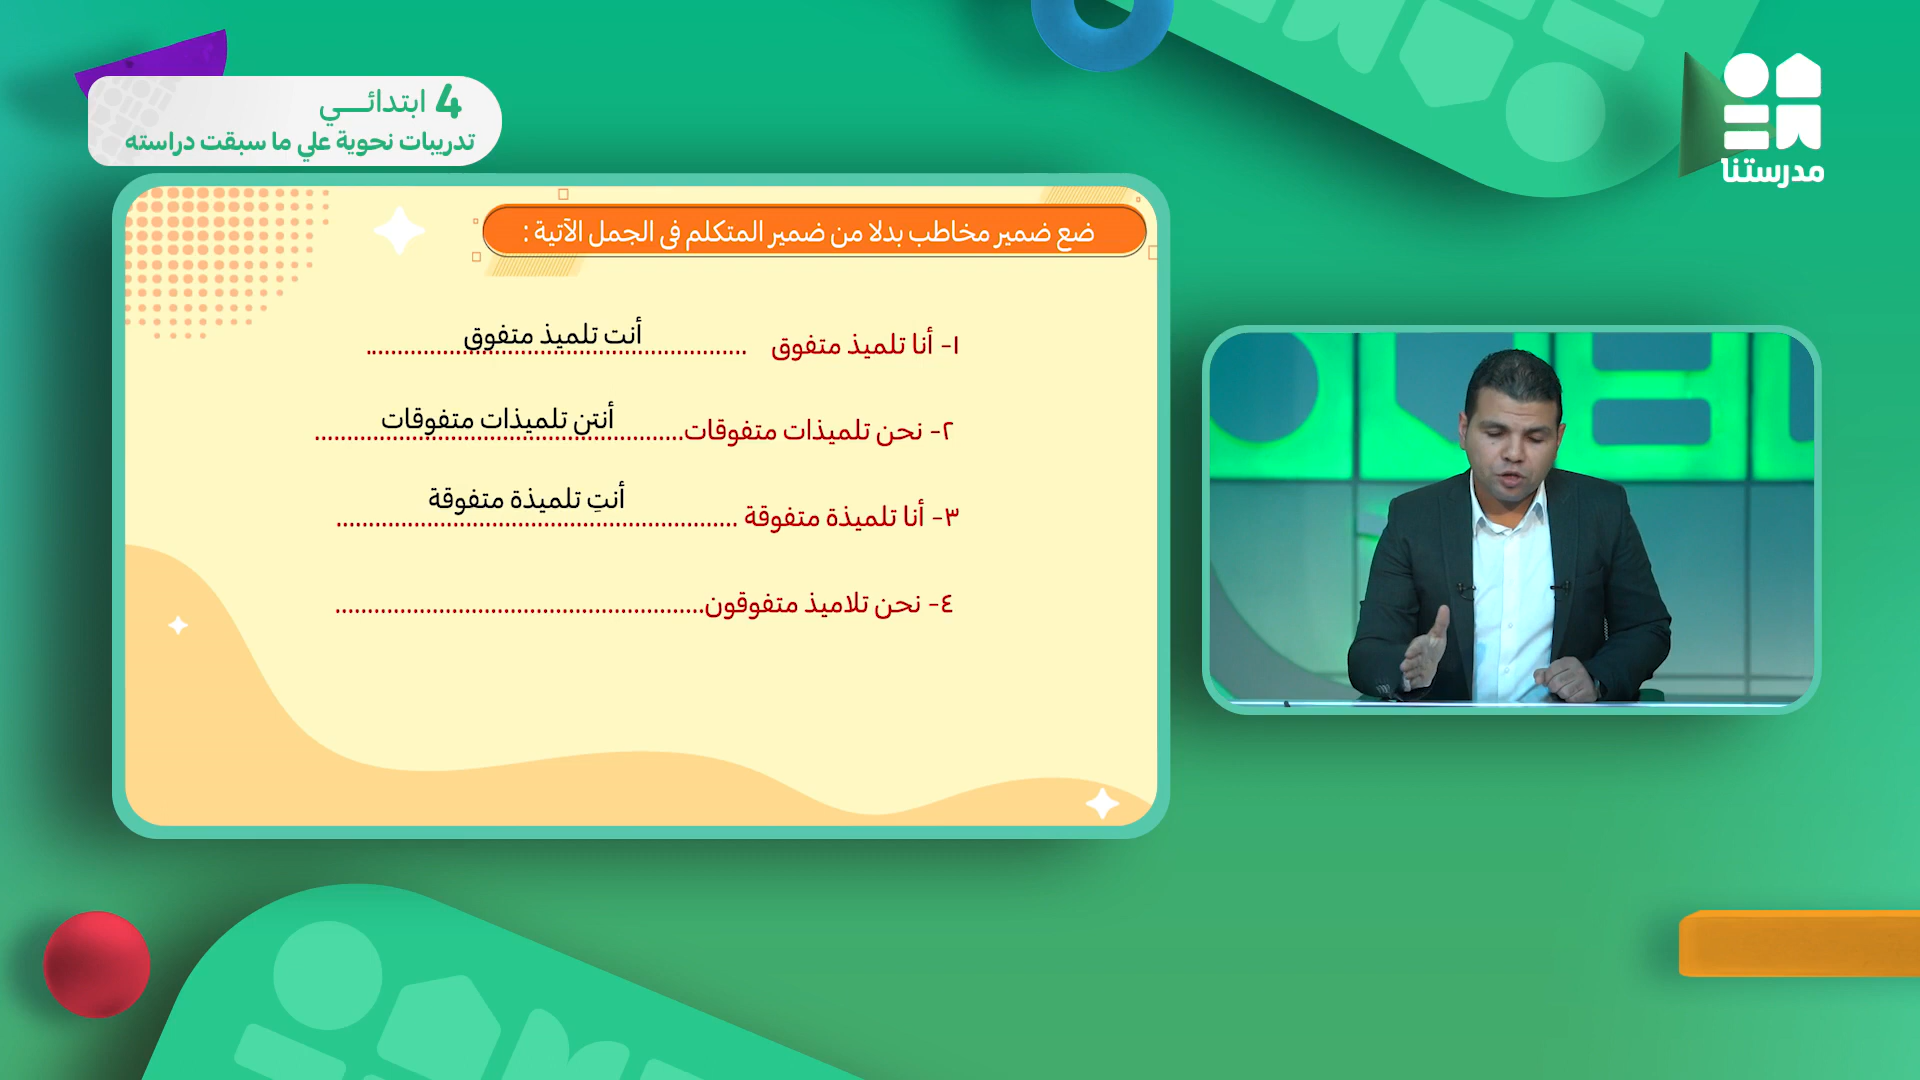 4 ابتدائـــي
تدريبات نحوية علي ما سبقت دراسته
مدرستنا
ضع ضمير مخاطب بدلا من ضمير المتكلم فى الجمل الآتية :
١- أنا تلميذ متفوق ........................................................... أنت تلميذ متفوق
٢- نحن تلميذات متفوقات......................................................... أنتن تلميذات متفوقات
٣- أنا تلميذة متفوقة .............................................................. أنتِ تلميذة متفوقة
٤- نحن تلاميذ متفوقون.........................................................